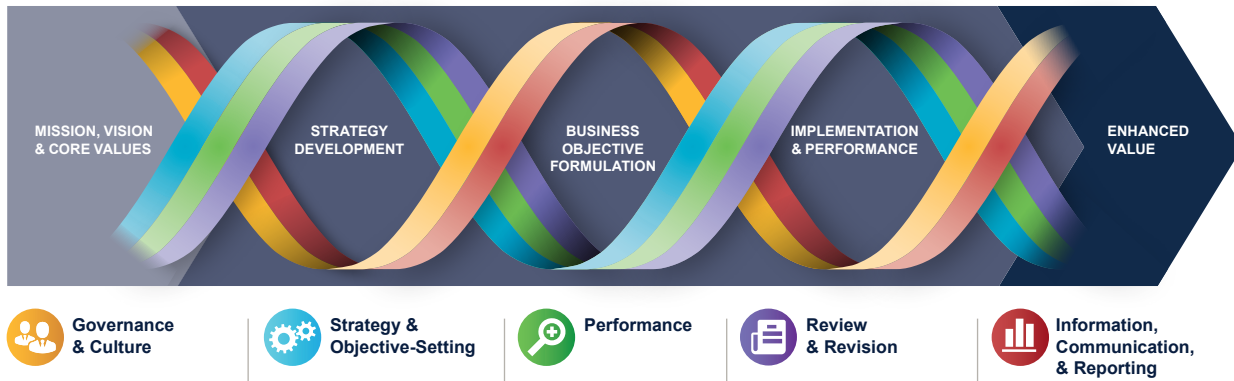 MISSION, VISION
& CORE VALUES
STRATEGY
DEVELOPMENT
BUSINESS
OBJECTIVE
FORMULATION
IMPLEMENTATION
& PERFORMANCE
ENHANCED
VALUE
Governance
& Culture
Strategy &
Objective-Setting
Performance
Review
& Revision
Information,
Communication,
& Reporting